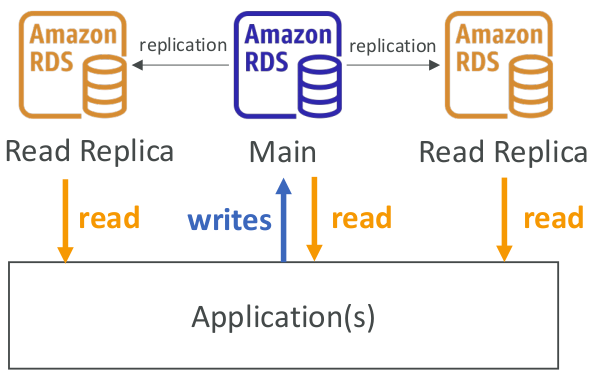 Amazon
RDS
replication
Amazon
RDS
replication
Amazon
RDS
Read Replica
Main
Read Replica
read
writes
read
read
Application(s)